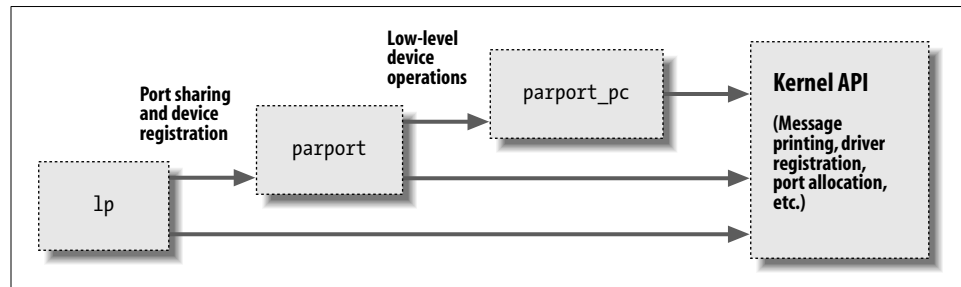 Low-level
device
operations
Port sharing
and device
registration
lp
parport
parport_pc
Kernel API
(Message
printing, driver
registration,
port allocation,
etc.)